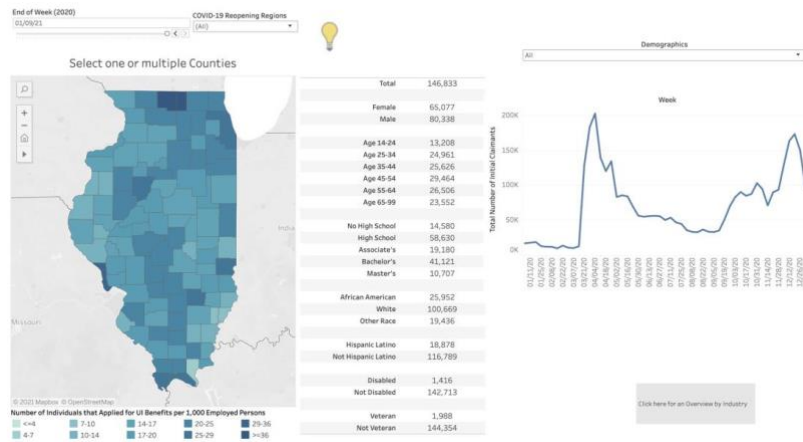 End of Week (2020)
01/09/21
COVID-19 Reopening Regions
(All)
Select one or multiple Counties
Missouri
India
© 2021 Mapbox © OpenStreetMap
Number of Individuals that Applied for UI Benefits per 1,000 Employed Persons
<=4 7-10 14-17 20-25 29-36
4-7 10-14 17-20 25-29 >=36
Total 146,833
Female 65,077
Male 80,338
Age 14-24 13,208
Age 25-34 24,961
Age 35-44 25,626
Age 45-54 29,464
Age 55-64 26,506
Age 65-99 23,552
No High School 14,580
High School 58,630
Associate's 19,180
Bachelor's 41,121
Master's 10,707
African American 25,952
White 100,669
Other Race 19,436
Hispanic Latino 18,878
Not Hispanic Latino 116,789
Disabled 1,416
Not Disabled 142,713
Veteran 1,988
Not Veteran 144,354
Demographics
All
Week
Total Number of Initial Claimants
200K
150K
100K
50K
0K
01/11/20
01/25/20
02/08/20
02/22/20
03/07/20
03/21/20
04/04/20
04/18/20
05/02/20
05/16/20
05/30/20
06/13/20
06/27/20
07/11/20
07/25/20
08/08/20
08/22/20
09/05/20
09/19/20
10/03/20
10/17/20
10/31/20
11/14/20
11/28/20
12/12/20
12/26/20
Click here for an Overview by Industry